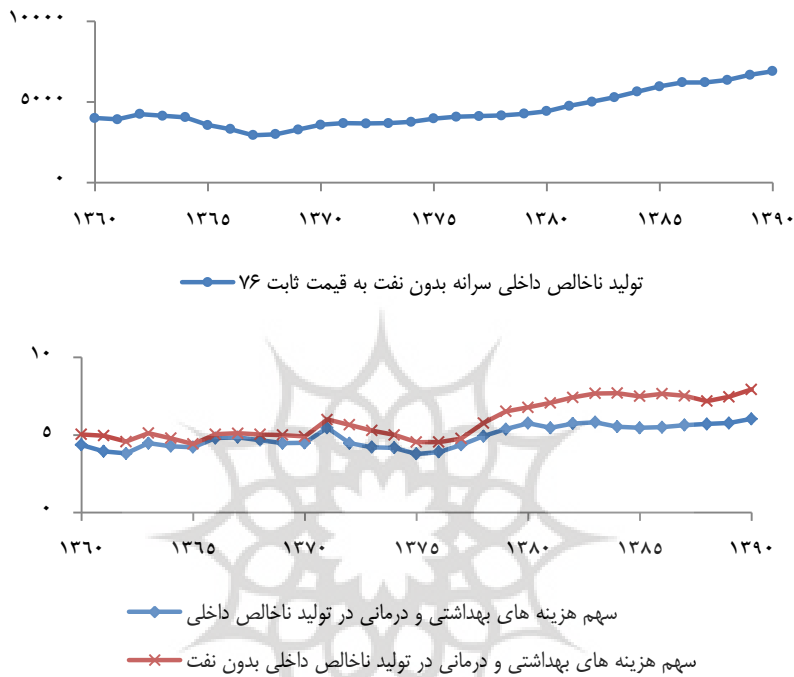 ۱۰۰۰۰
۵۰۰۰
۰
۱۳۶۰ ۱۳۶۵ ۱۳۷۰ ۱۳۷۵ ۱۳۸۰ ۱۳۸۵ ۱۳۹۰
تولید ناخالص داخلی سرانه بدون نفت به قیمت ثابت ۷۶
۱۰
۵
۰
۱۳۶۰ ۱۳۶۵ ۱۳۷۰ ۱۳۷۵ ۱۳۸۰ ۱۳۸۵ ۱۳۹۰
سهم هزینه های بهداشتی و درمانی در تولید ناخالص داخلی
سهم هزینه های بهداشتی و درمانی در تولید ناخالص داخلی بدون نفت